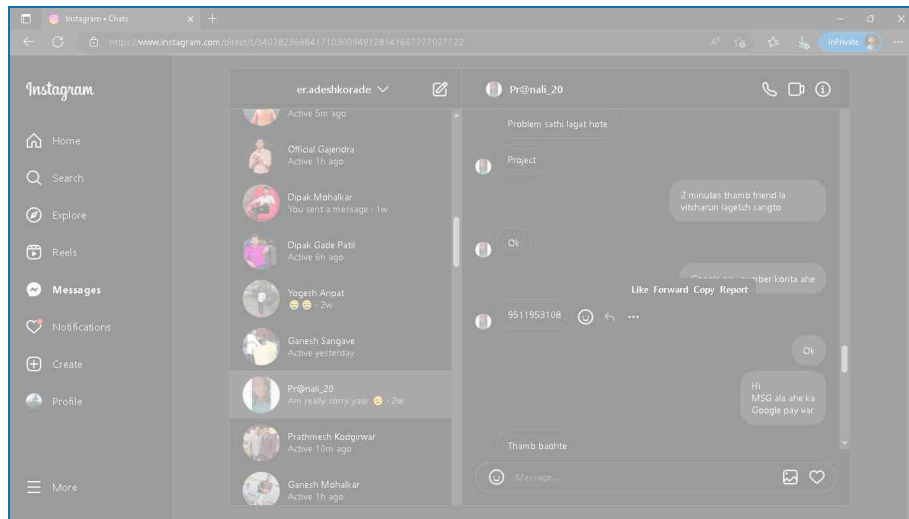 Instagram • Chats
https://www.instagram.com/direct/t/340282366841710300949128141667777027722
InPrivate
Instagram
Home
Search
Explore
Reels
Messages
Notifications
Create
Profile
More
er.adeshkorade
Active 5m ago
Official Gajendra
Active 1h ago
Dipak Mohalkar
You sent a message · 1w
Dipak Gade Patil
Active 6h ago
Yogesh Anpat
😂 😂 · 2w
Ganesh Sangave
Active yesterday
Pr@nali_20
Am really sorry yaar 😢 · 2w
Prathmesh Kodgirwar
Active 10m ago
Ganesh Mohalkar
Active 1h ago
Pr@nali_20
Problem sathi lagat hote
Project
2 minutes thamb friend la
vitcharun lagetch sangto
Ok
number konta ahe
Like Forward Copy Report
9511953108
Ok
Hi
MSG ala ahe ka
Google pay var
Thamb baghte
Message...